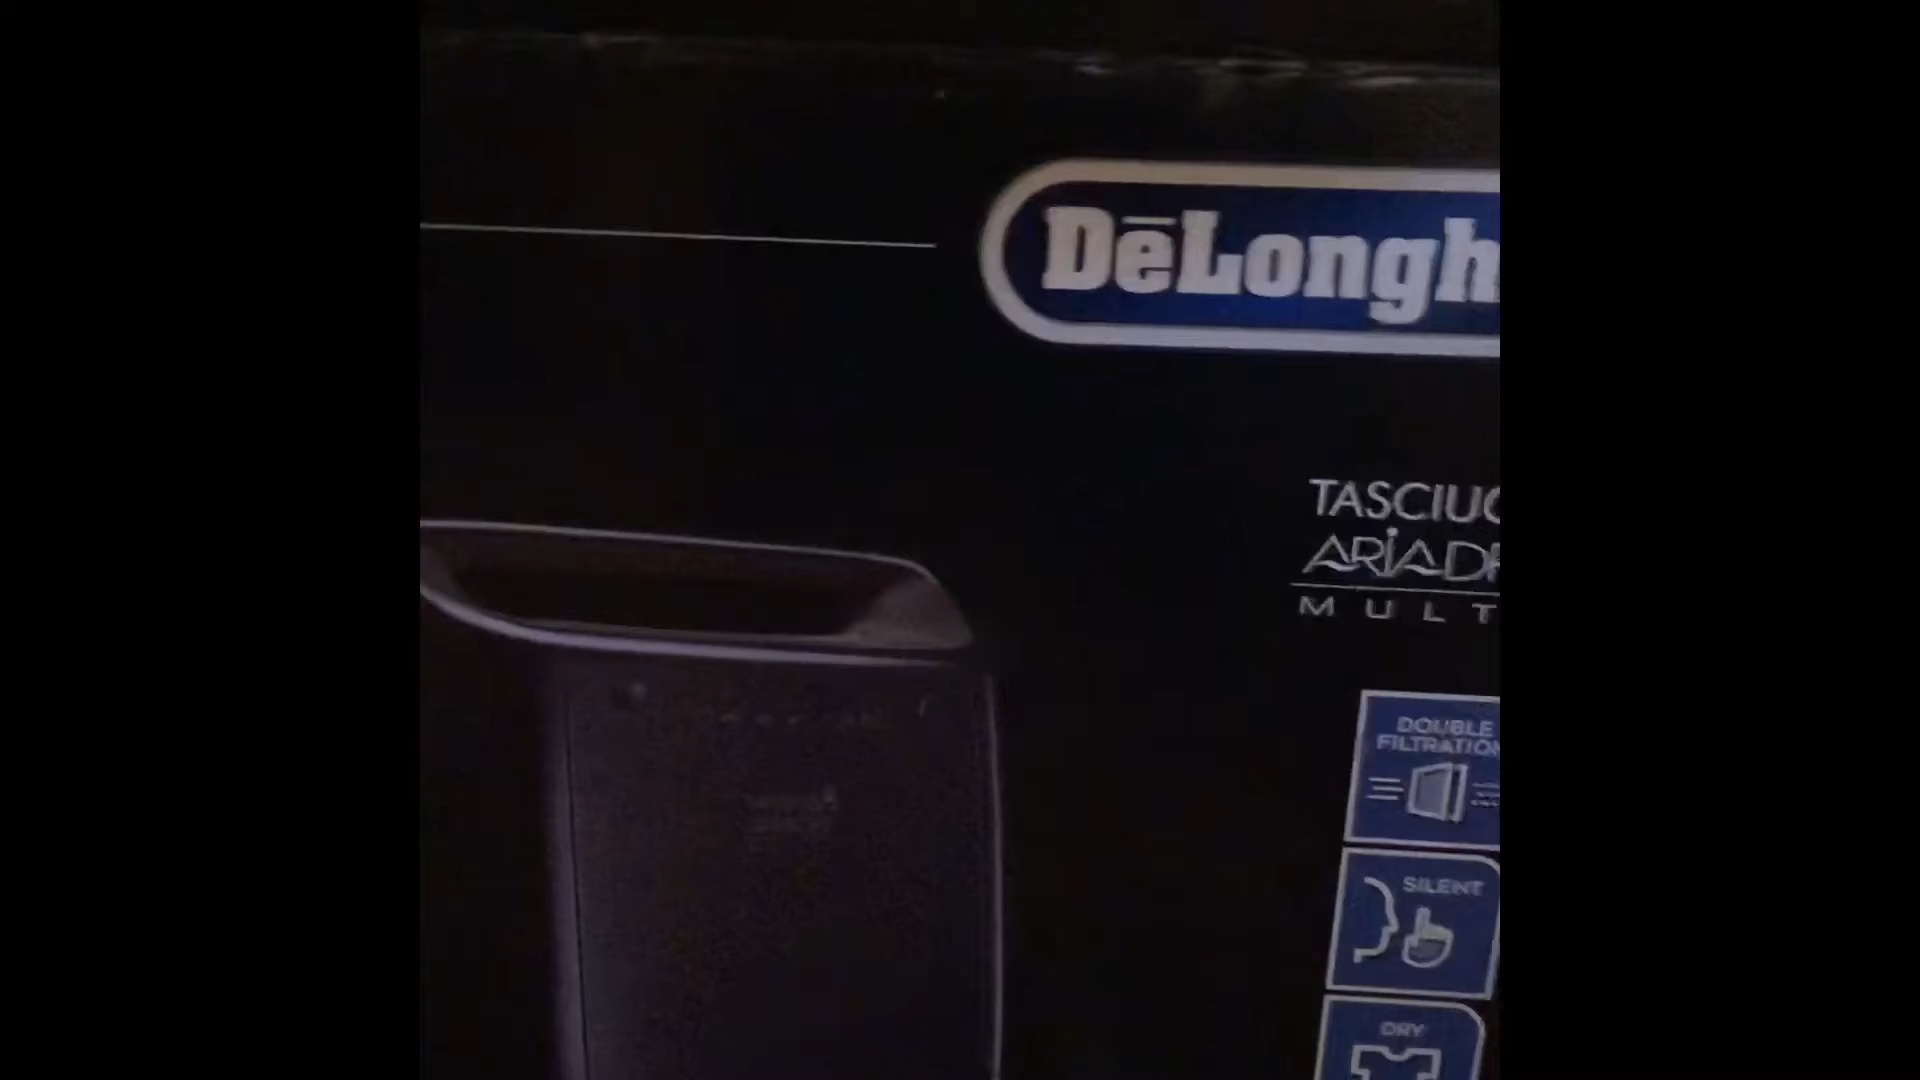 DēLongh
TASCIUG
ARIADR
MULT
DOUBLE
FILTRATION
SILENT
DRY